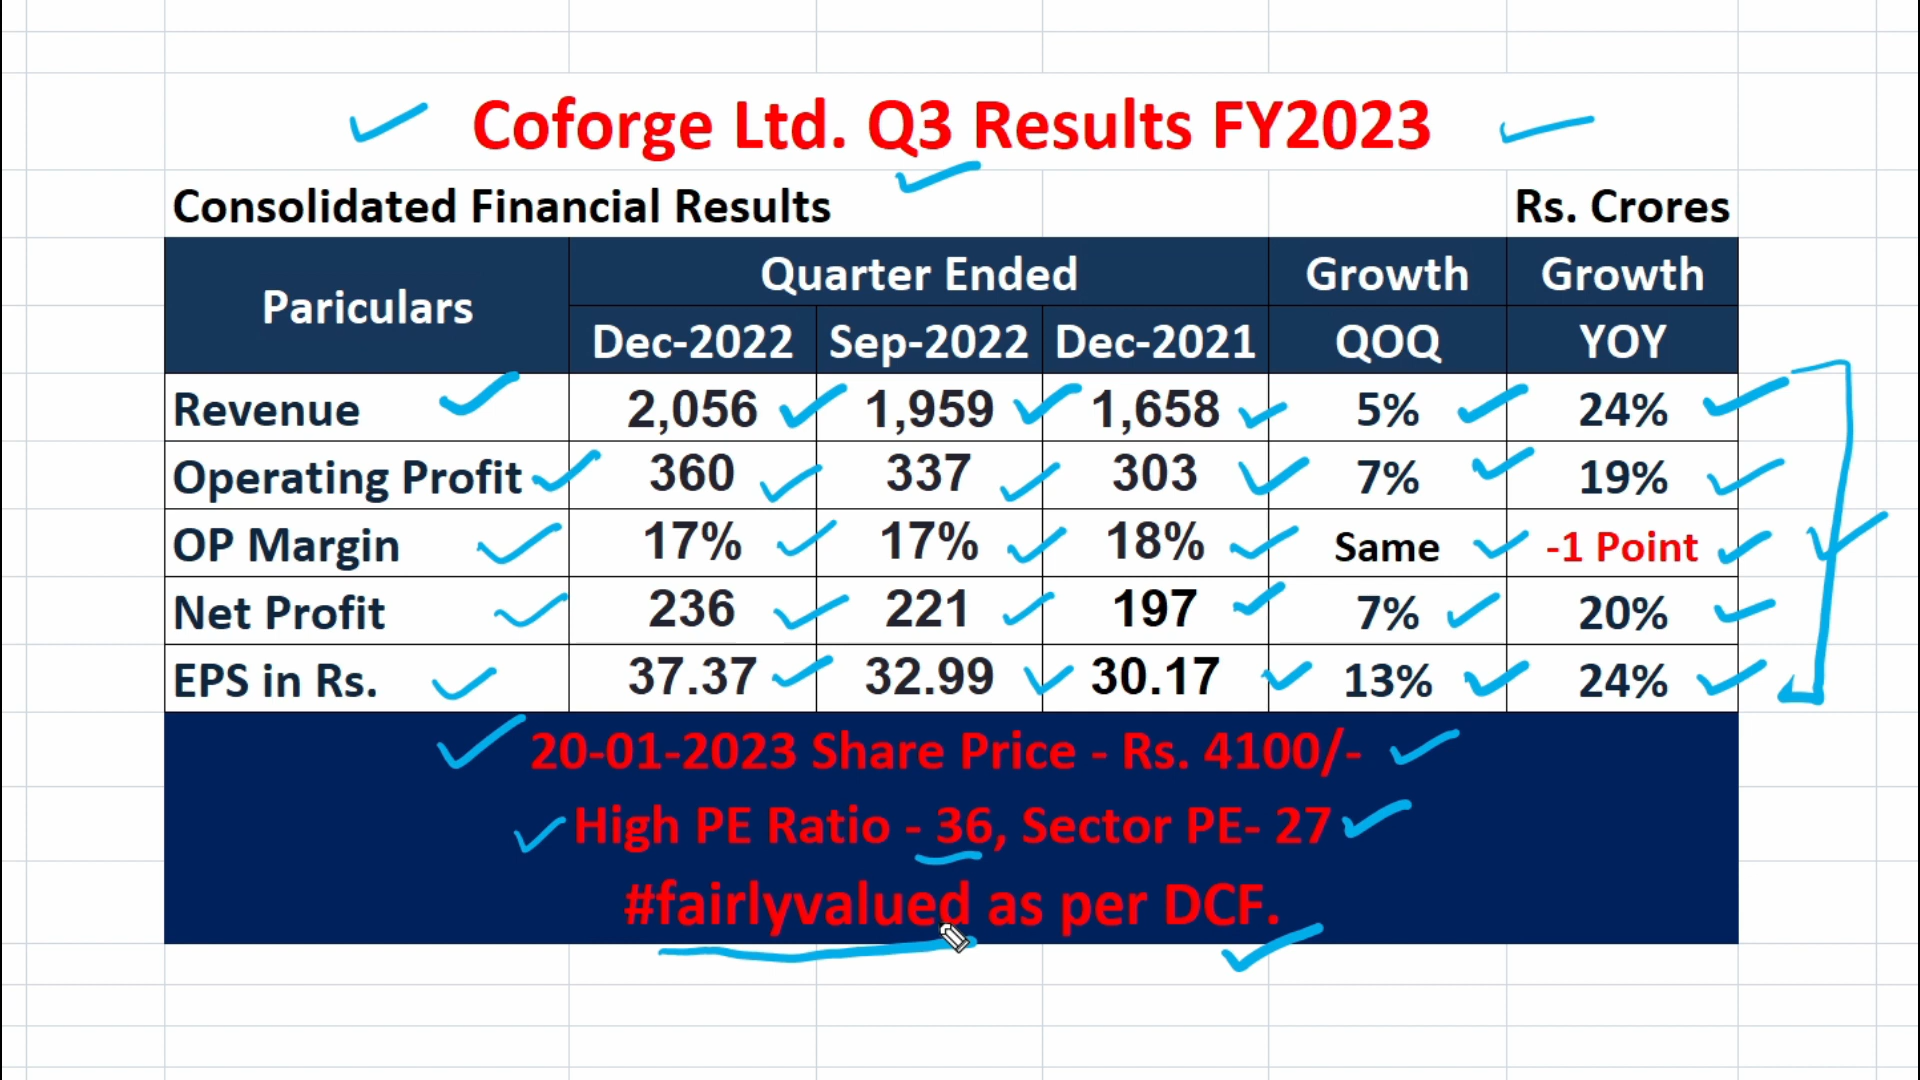 Coforge Ltd. Q3 Results FY2023
Consolidated Financial Results Rs. Crores
Pariculars Quarter Ended Growth Growth
Dec-2022 Sep-2022 Dec-2021 QOQ YOY
Revenue 2,056 1,959 1,658 5% 24%
Operating Profit 360 337 303 7% 19%
OP Margin 17% 17% 18% Same -1 Point
Net Profit 236 221 197 7% 20%
EPS in Rs. 37.37 32.99 30.17 13% 24%
20-01-2023 Share Price - Rs. 4100/-
High PE Ratio - 36, Sector PE- 27
#fairlyvalued as per DCF.